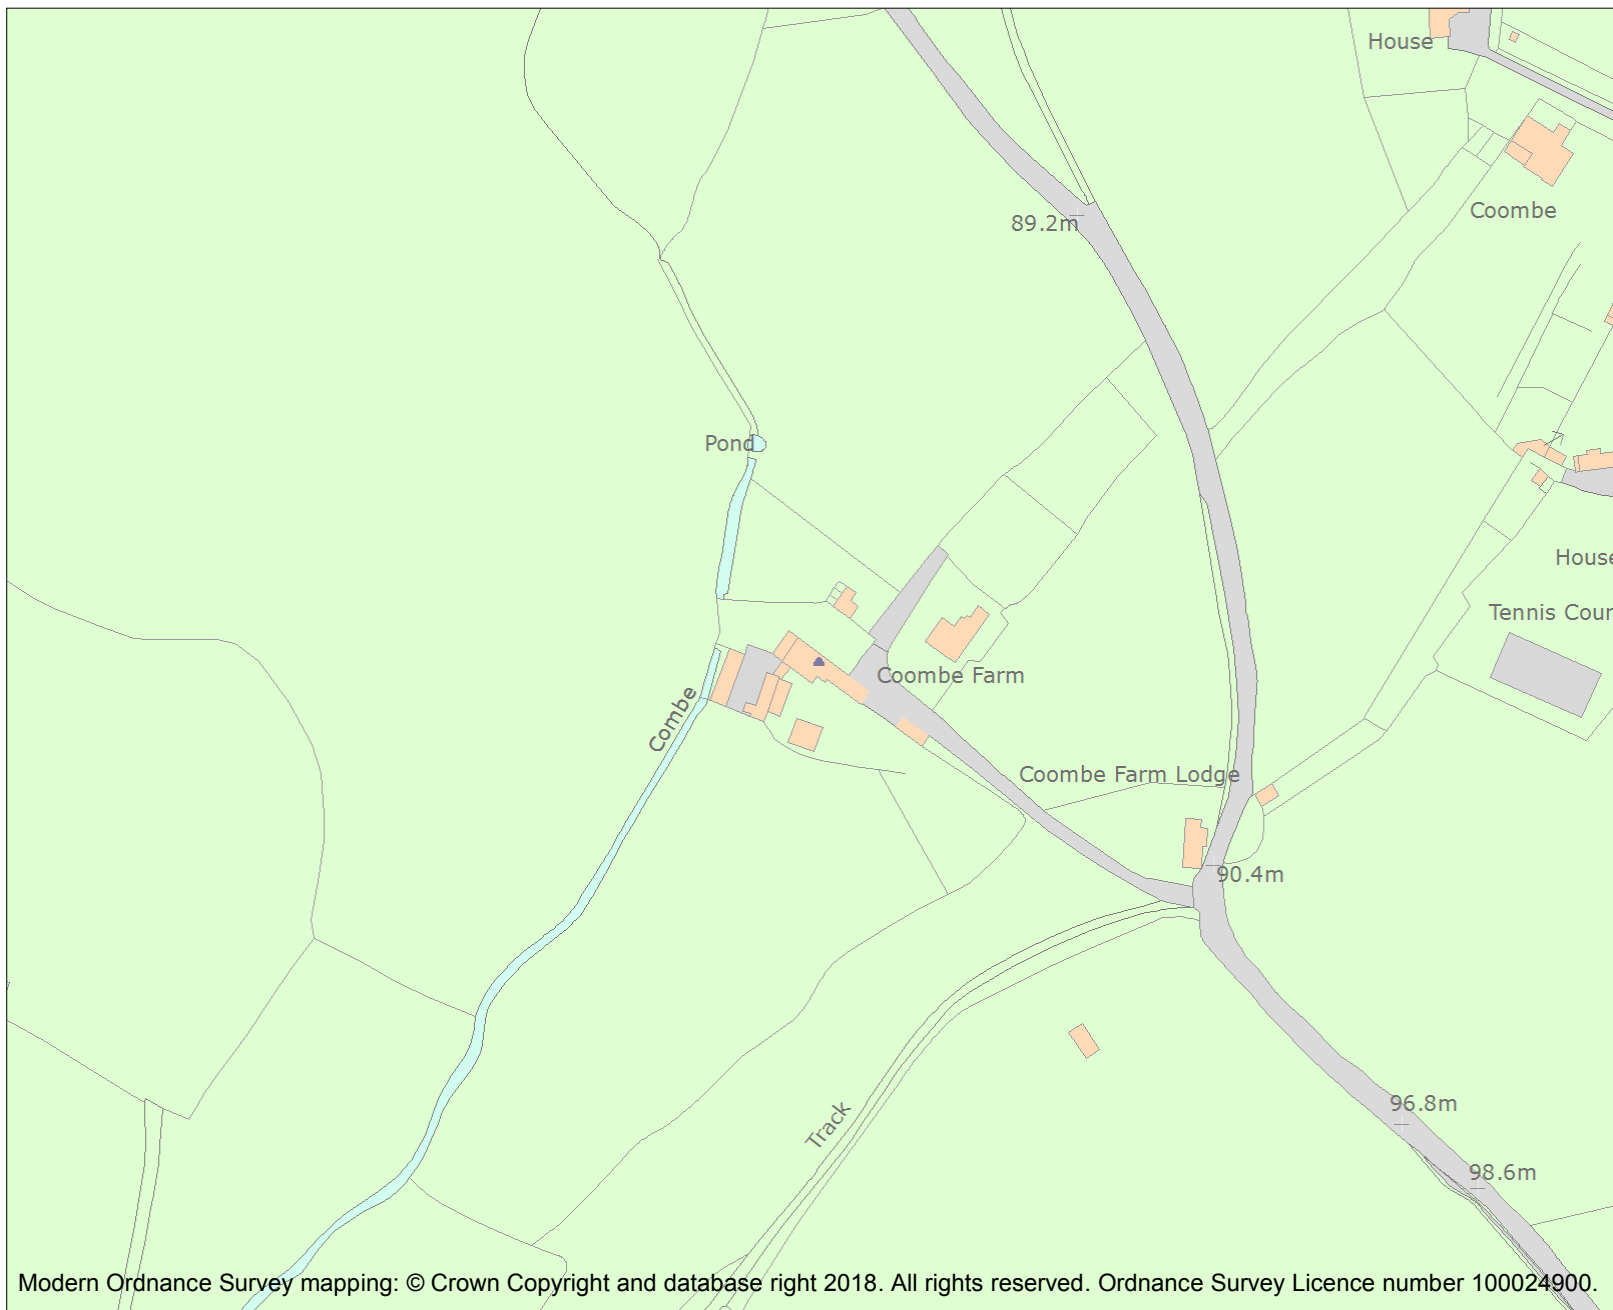 House
Coombe
89.2m
Pond
House
Tennis Cour
Coombe Farm
Combe
Coombe Farm Lodge
90.4m
Track
96.8m
98.6m
Modern Ordnance Survey mapping: © Crown Copyright and database right 2018. All rights reserved. Ordnance Survey Licence number 100024900.